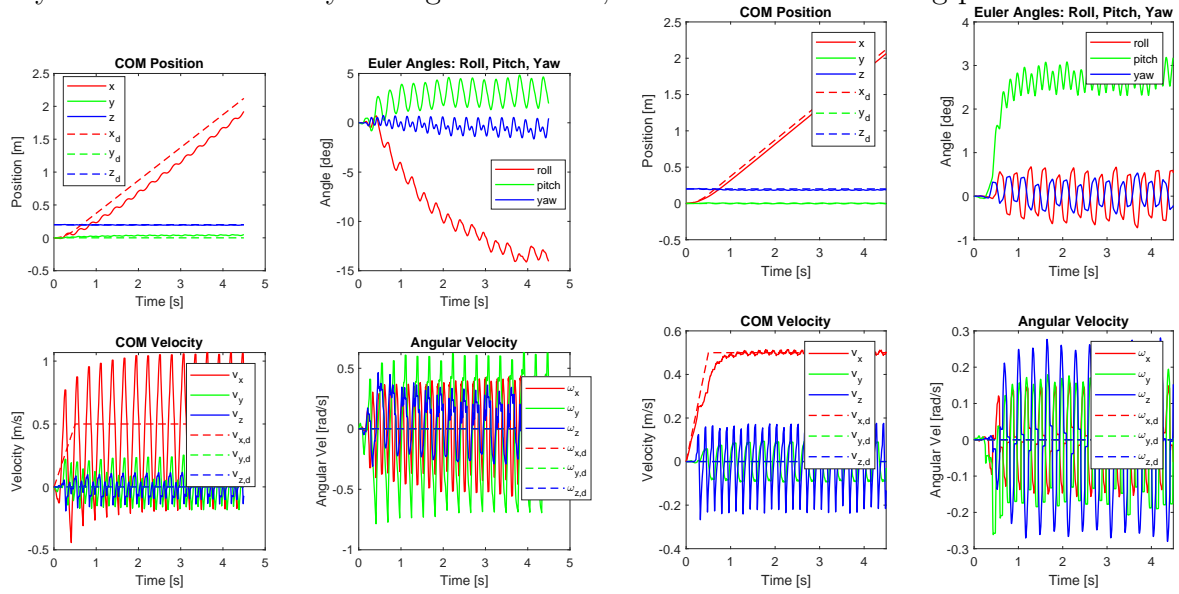 COM Position
Position [m]
2.5
2
1.5
1
0.5
0
-0.5
x
y
z
x_d
y_d
z_d
0 1 2 3 4 5
Time [s]
Euler Angles: Roll, Pitch, Yaw
Angle [deg]
5
0
-5
-10
-15
roll
pitch
yaw
0 1 2 3 4 5
Time [s]
COM Position
Position [m]
2.5
2
1.5
1
0.5
0
-0.5
x
y
z
x_d
y_d
z_d
0 1 2 3 4
Time [s]
Euler Angles: Roll, Pitch, Yaw
Angle [deg]
4
3
2
1
0
-1
roll
pitch
yaw
0 1 2 3 4
Time [s]
COM Velocity
Velocity [m/s]
1
0.5
0
-0.5
v_x
v_y
v_z
v_x,d
v_y,d
v_z,d
0 1 2 3 4 5
Time [s]
Angular Velocity
Angular Vel [rad/s]
0.5
0
-0.5
-1
ω_x
ω_y
ω_z
ω_x,d
ω_y,d
ω_z,d
0 1 2 3 4 5
Time [s]
COM Velocity
Velocity [m/s]
0.6
0.4
0.2
0
-0.2
-0.4
v_x
v_y
v_z
v_x,d
v_y,d
v_z,d
0 1 2 3 4
Time [s]
Angular Velocity
Angular Vel [rad/s]
0.3
0.2
0.1
0
-0.1
-0.2
-0.3
ω_x
ω_y
ω_z
ω_x,d
ω_y,d
ω_z,d
0 1 2 3 4
Time [s]